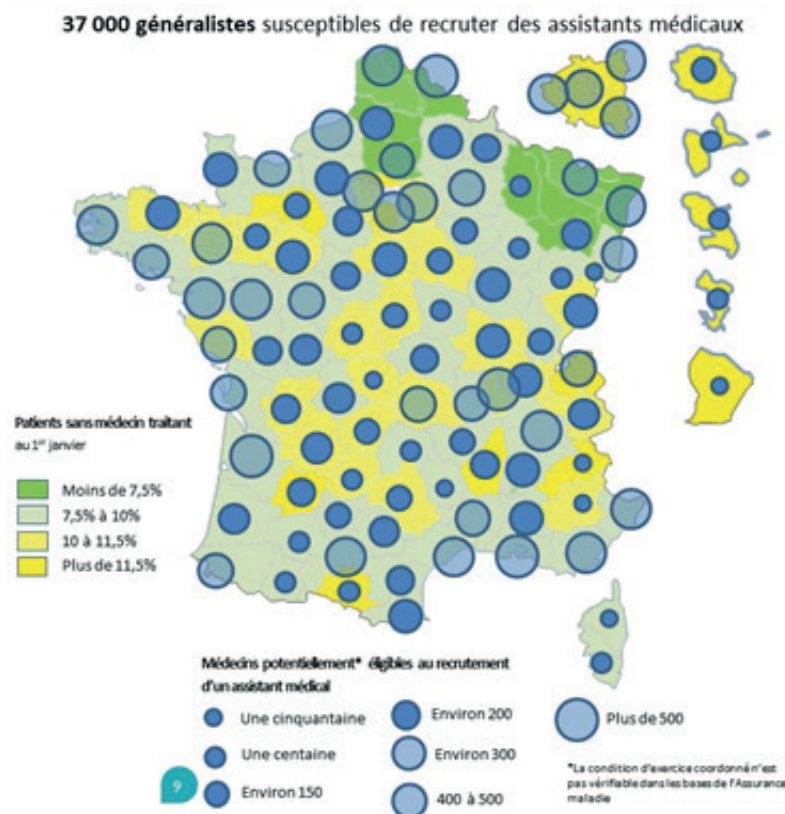 37 000 généralistes susceptibles de recruter des assistants médicaux
Patients sans médecin traitant
au 1er janvier
Moins de 7,5%
7,5% à 10%
10 à 11,5%
Plus de 11,5%
Médecins potentiellement* éligibles au recrutement
d'un assistant médical
Une cinquantaine
Une centaine
Environ 150
Environ 200
Environ 300
400 à 500
Plus de 500
*La condition d'exercice coordonné n'est
pas vérifiable dans les bases de l'Assurance
maladie
9